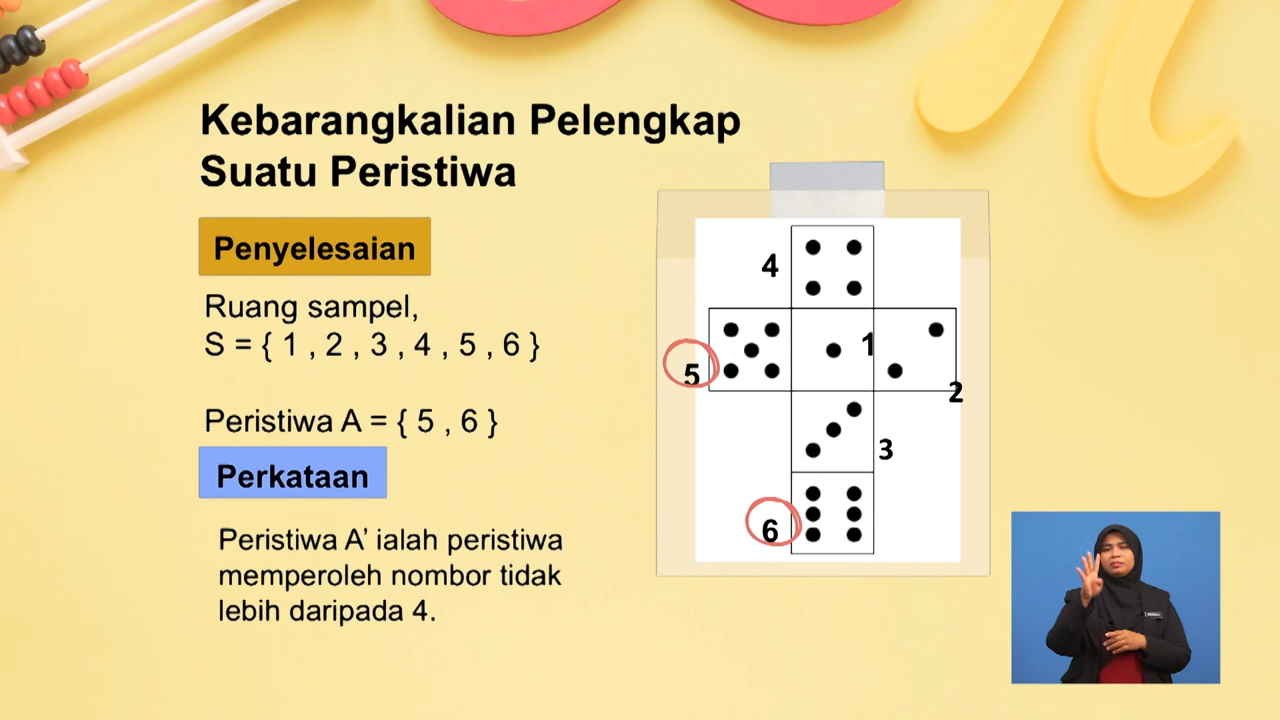 Kebarangkalian Pelengkap
Suatu Peristiwa
Penyelesaian
Ruang sampel,
S = { 1 , 2 , 3 , 4 , 5 , 6 }
Peristiwa A = { 5 , 6 }
Perkataan
Peristiwa A’ ialah peristiwa
memperoleh nombor tidak
lebih daripada 4.
4
1
5
2
3
6